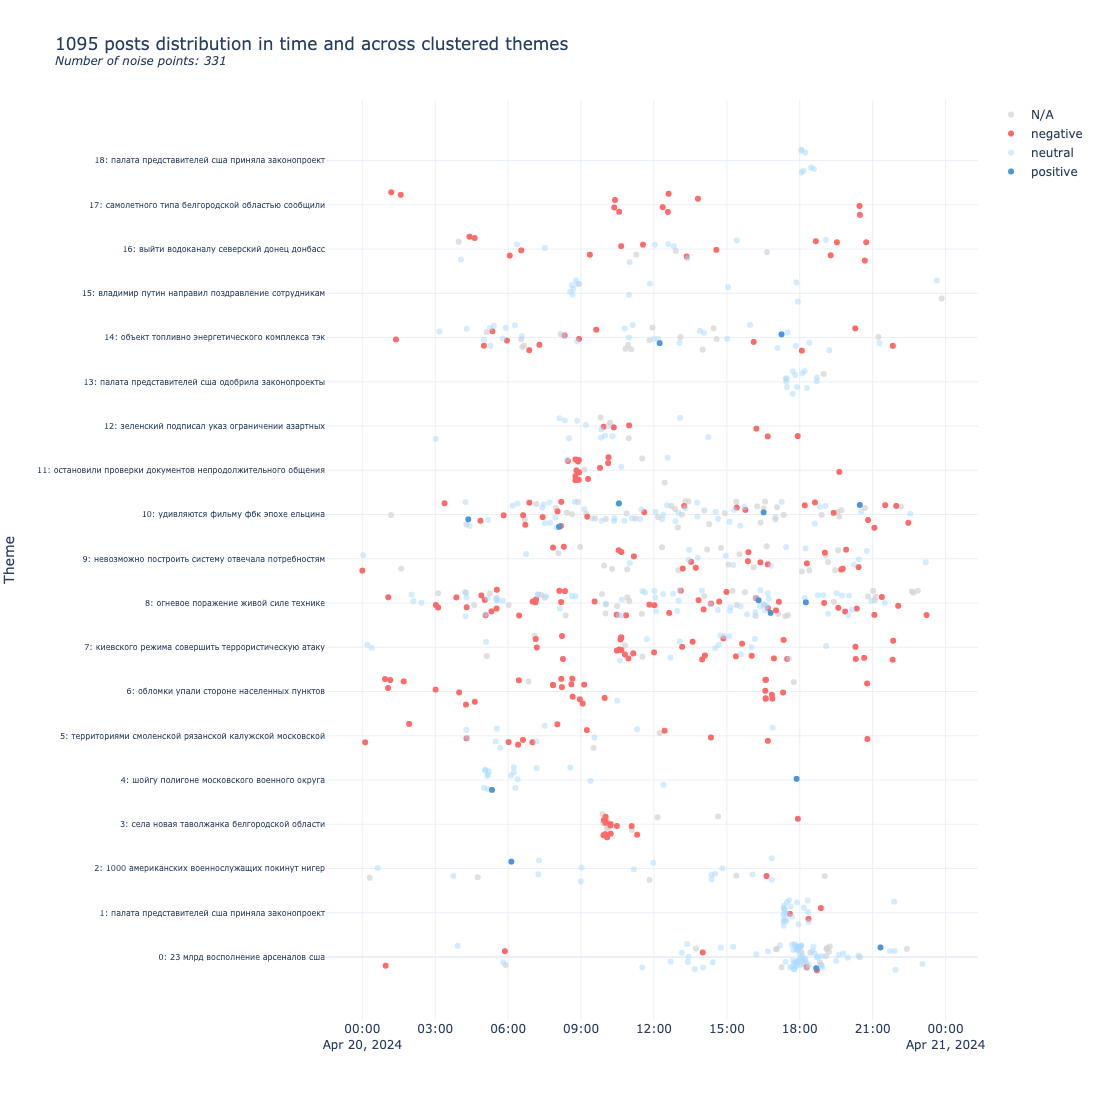 1095 posts distribution in time and across clustered themes
Number of noise points: 331
N/A
negative
neutral
positive
Theme
18: палата представителей сша приняла законопроект
17: самолетного типа белгородской областью сообщили
16: выйти водоканалу северский донец донбасс
15: владимир путин направил поздравление сотрудникам
14: объект топливно энергетического комплекса тэк
13: палата представителей сша одобрила законопроекты
12: зеленский подписал указ ограничении азартных
11: остановили проверки документов непродолжительного общения
10: удивляются фильму фбк эпохе ельцина
9: невозможно построить систему отвечала потребностям
8: огневое поражение живой силе технике
7: киевского режима совершить террористическую атаку
6: обломки упали стороне населенных пунктов
5: территориями смоленской рязанской калужской московской
4: шойгу полигоне московского военного округа
3: села новая таволжанка белгородской области
2: 1000 американских военнослужащих покинут нигер
1: палата представителей сша приняла законопроект
0: 23 млрд восполнение арсеналов сша
00:00 03:00 06:00 09:00 12:00 15:00 18:00 21:00 00:00
Apr 20, 2024 Apr 21, 2024